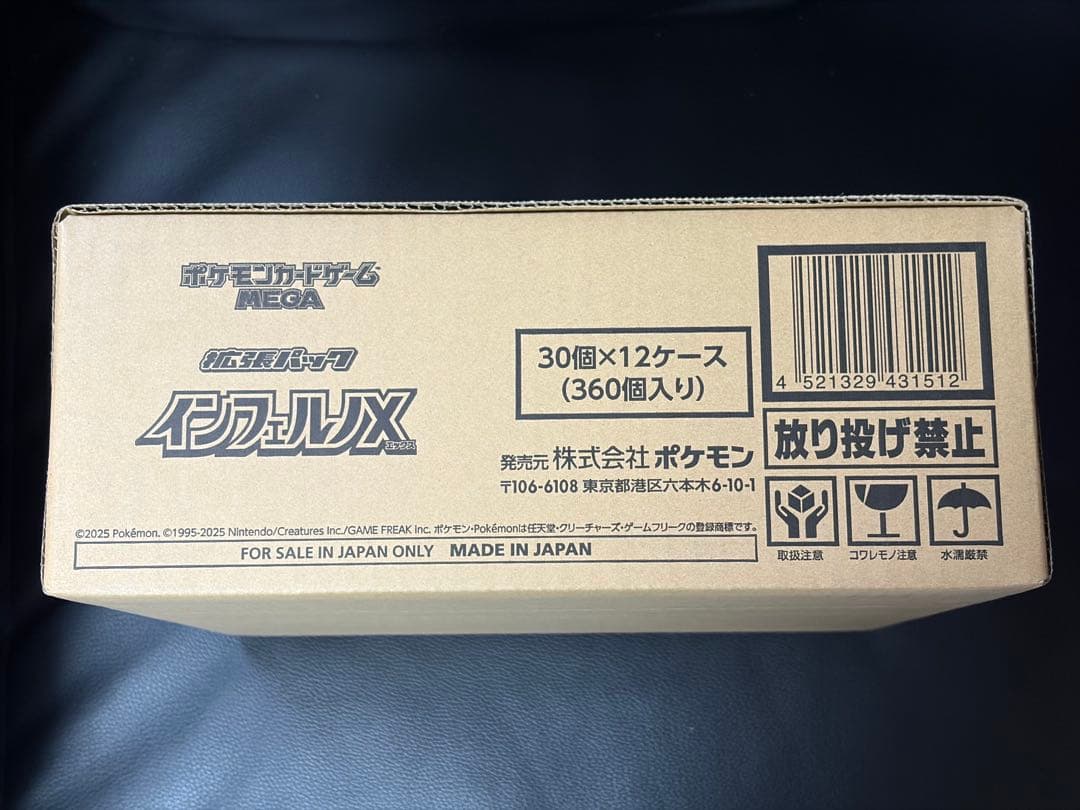 ポケモンカードゲーム
MEGA
拡張パック
インフェルノX
エックス
30個×12ケース
(360個入り)
発売元 株式会社 ポケモン
〒106-6108 東京都港区六本木6-10-1
©2025 Pokémon. ©1995-2025 Nintendo/Creatures Inc./GAME FREAK inc. ポケモン・Pokémonは任天堂・クリーチャーズ・ゲームフリークの登録商標です。
FOR SALE IN JAPAN ONLY MADE IN JAPAN
4 521329 431512
放り投げ禁止
取扱注意 コワレモノ注意 水濡厳禁